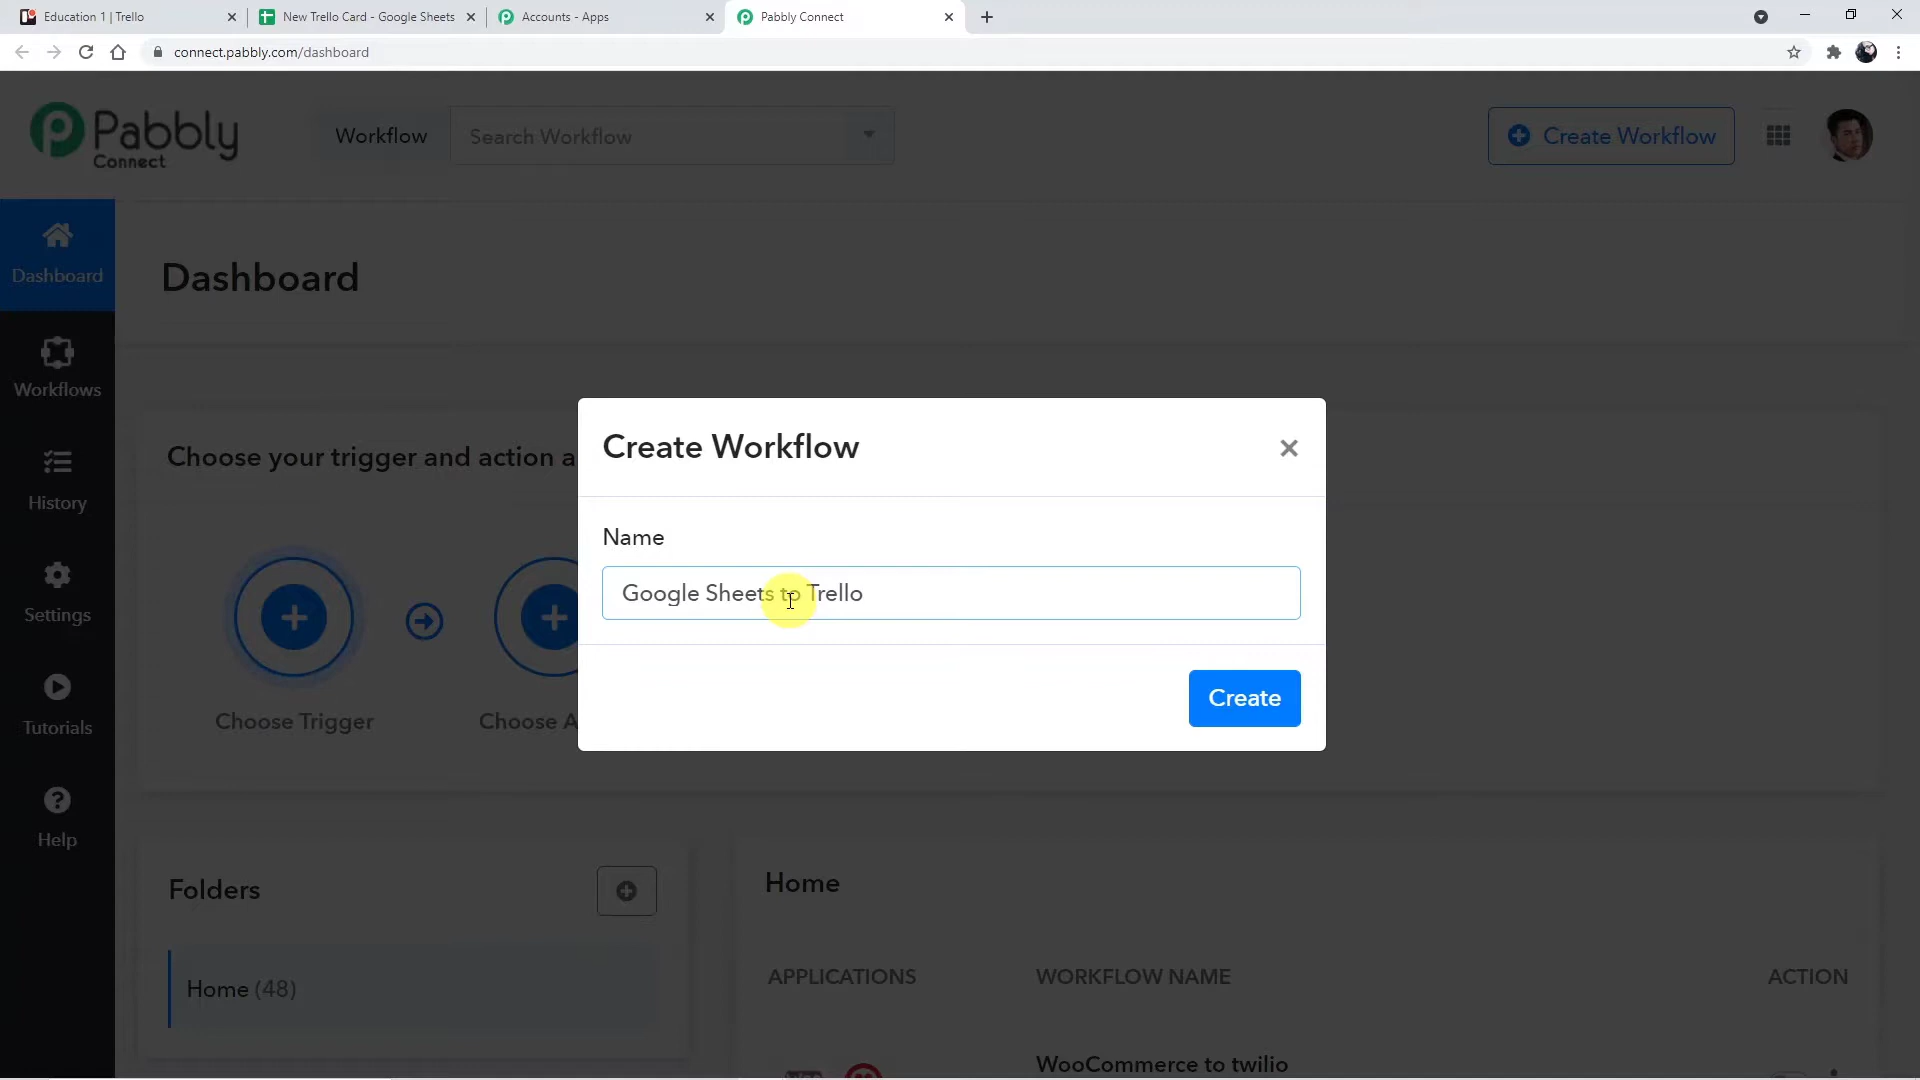 Education 1 | Trello
New Trello Card - Google Sheets
Accounts - Apps
Pabbly Connect
connect.pabbly.com/dashboard
Pabbly
Connect
Workflow
Search Workflow
Create Workflow
Dashboard
Dashboard
Workflows
Choose your trigger and action a
Create Workflow
History
Name
Google Sheets to Trello
Settings
Create
Choose Trigger
Choose A
Tutorials
Help
Folders
Home
APPLICATIONS
WORKFLOW NAME
ACTION
Home (48)
WooCommerce to twilio